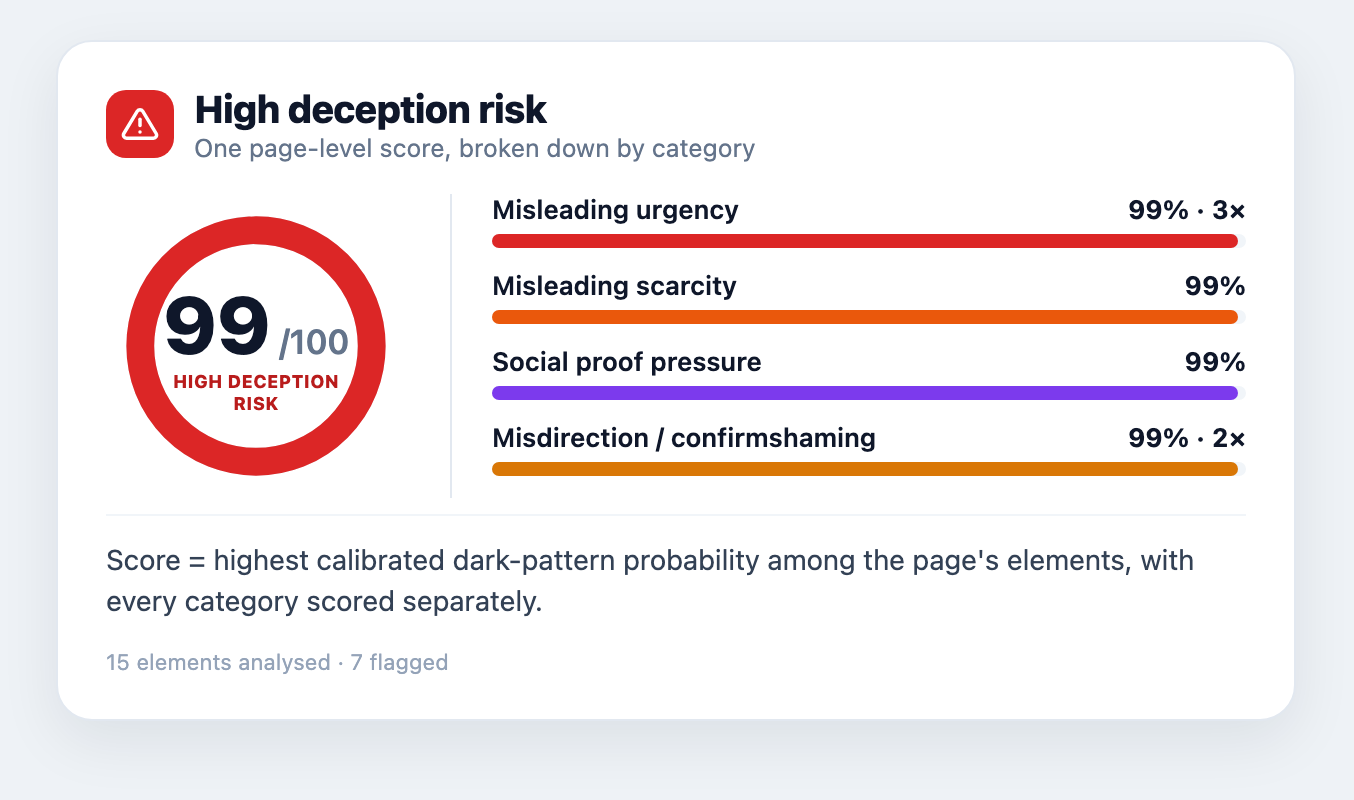 High deception risk
One page-level score, broken down by category
99 /100
HIGH DECEPTION
RISK
Misleading urgency 99% · 3×
Misleading scarcity 99%
Social proof pressure 99%
Misdirection / confirmshaming 99% · 2×
Score = highest calibrated dark-pattern probability among the page's elements, with
every category scored separately.
15 elements analysed · 7 flagged